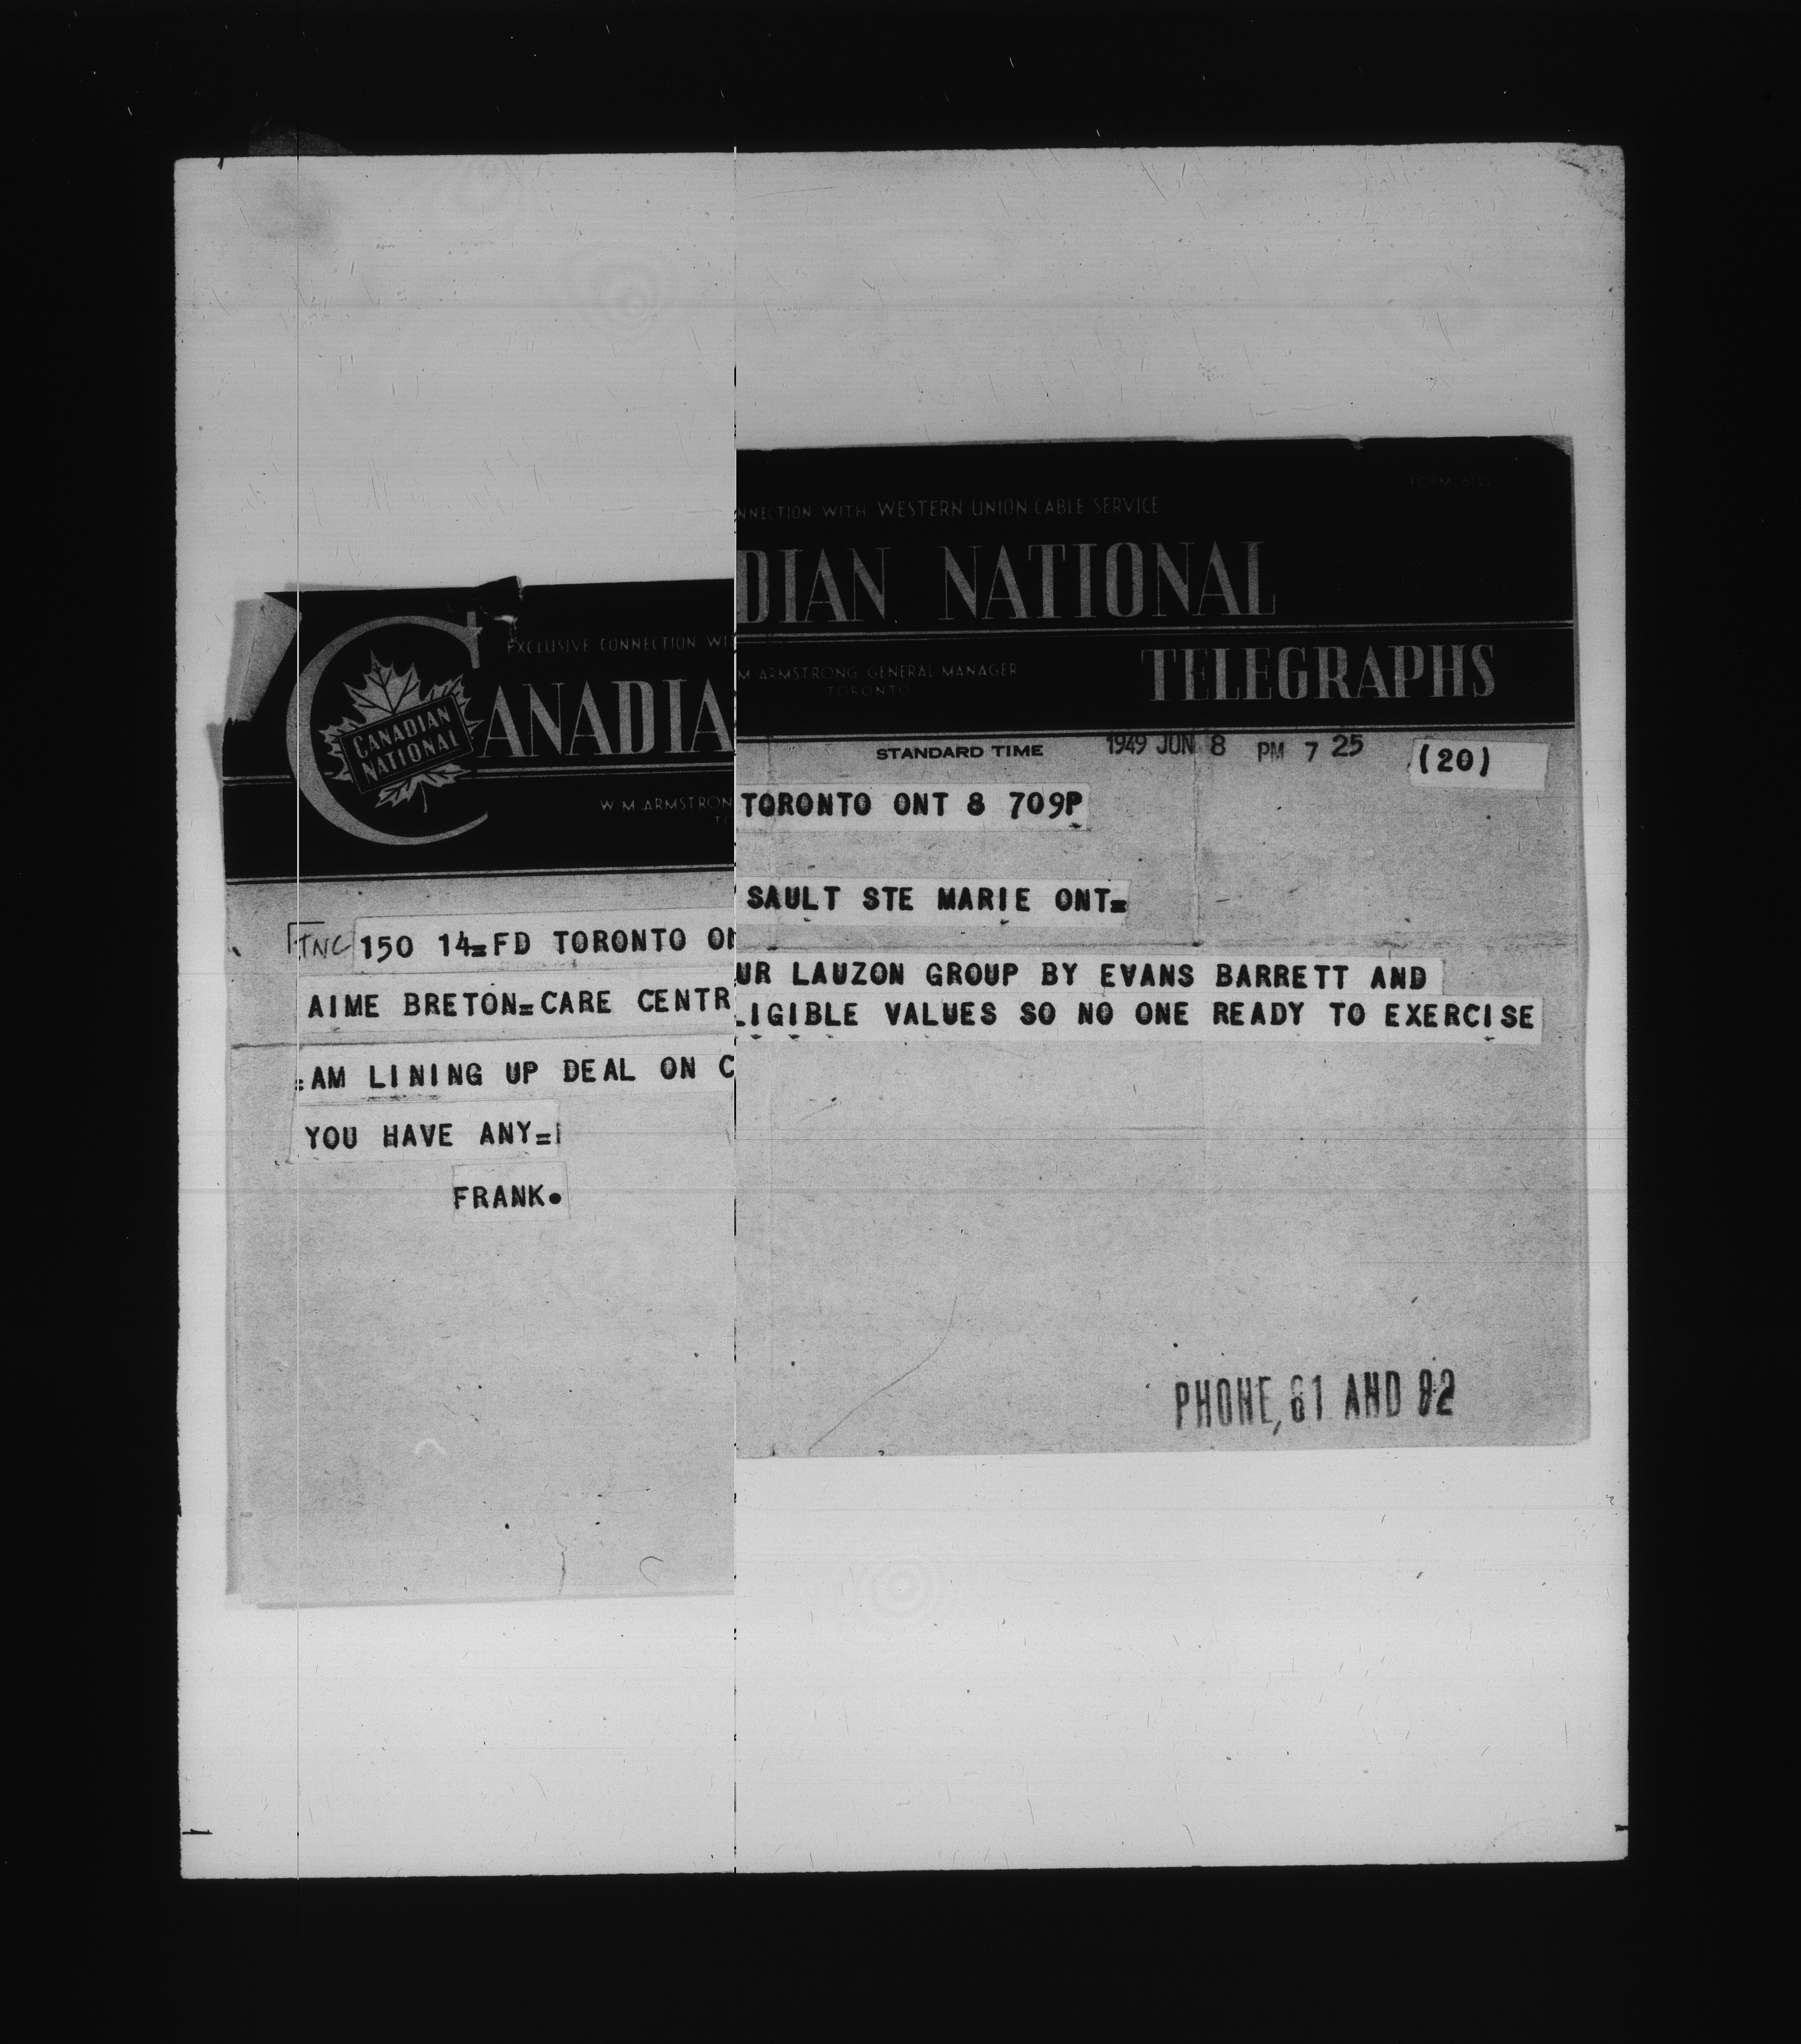 EXCLUSIVE CONNECTION WI
CANADIA
CANADIAN
NATIONAL
W.M. ARMSTRON
TO
TNC 150 14=FD TORONTO ON
AIME BRETON=CARE CENTR
:AM LINING UP DEAL ON C
YOU HAVE ANY=
FRANK.
FORM
NNECTION WITH WESTERN UNION CABLE SERVICE
DIAN NATIONAL
M ARMSTRONG, GENERAL MANAGER
TORONTO
TELEGRAPHS
STANDARD TIME 1949 JUN 8 PM 7 25 (20)
TORONTO ONT 8 709P
SAULT STE MARIE ONT=
UR LAUZON GROUP BY EVANS BARRETT AND
LIGIBLE VALUES SO NO ONE READY TO EXERCISE
PHONE, 81 AND 82